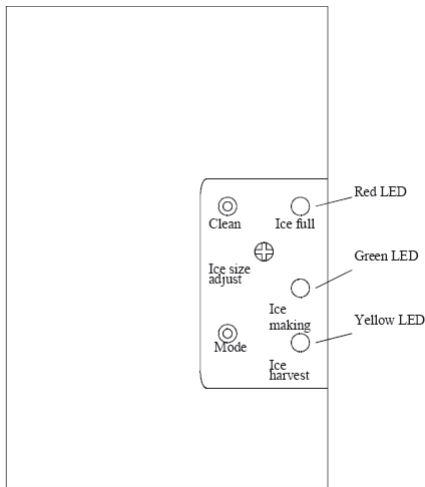 Red LED
Clean
Ice full
Green LED
Ice size
adjust
Ice
making
Yellow LED
Mode
Ice
harvest